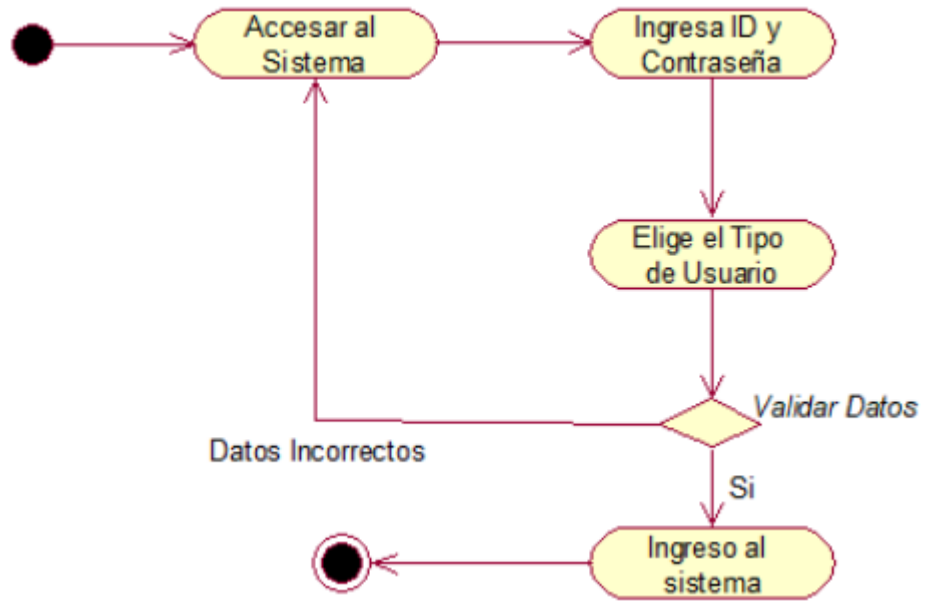 Accesar al
Sistema
Ingresa ID y
Contraseña
Elige el Tipo
de Usuario
Validar Datos
Datos Incorrectos
Si
Ingreso al
sistema